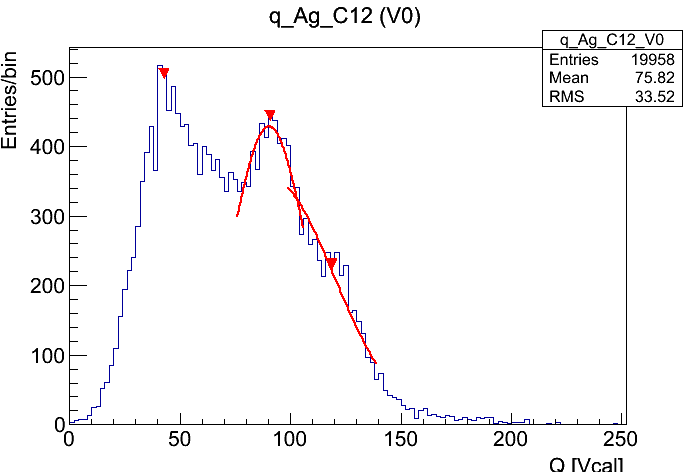 q_Ag_C12 (V0)
q_Ag_C12_V0
Entries 19958
Mean 75.82
RMS 33.52
Entries/bin
500
400
300
200
100
0
0 50 100 150 200 250
Q [Vcal]